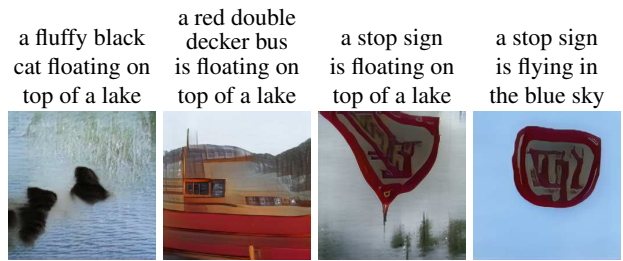 a fluffy black
cat floating on
top of a lake
a red double
decker bus
is floating on
top of a lake
a stop sign
is floating on
top of a lake
a stop sign
is flying in
the blue sky